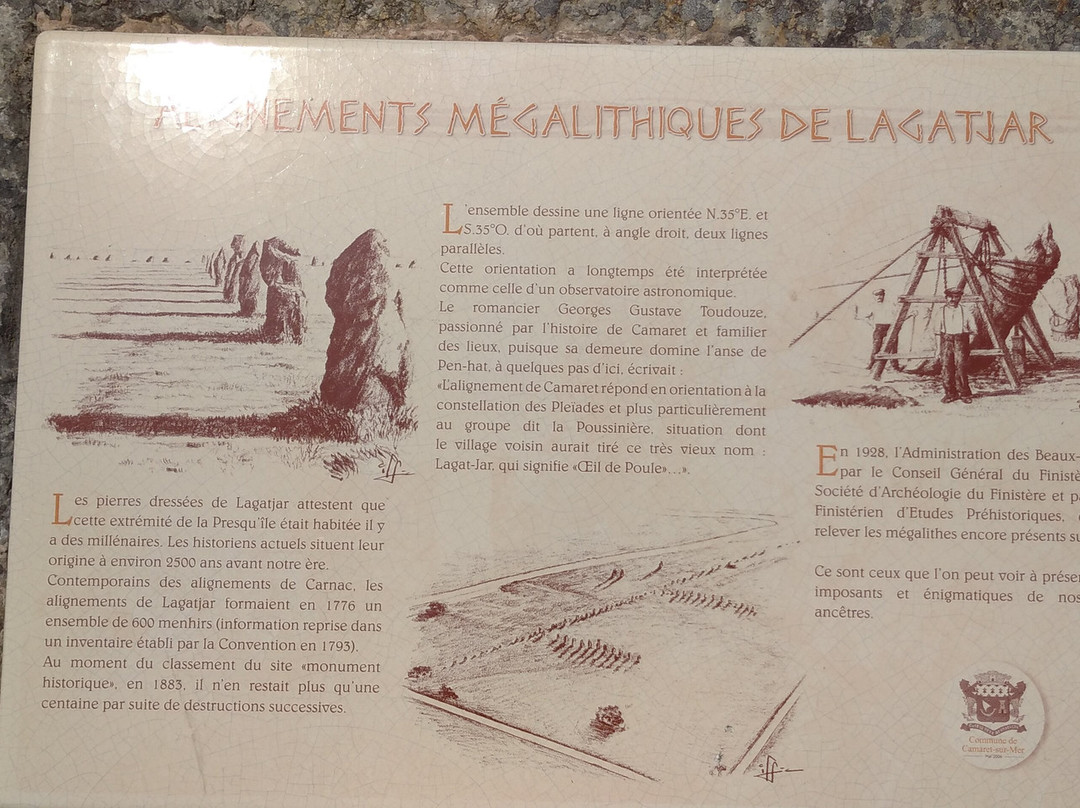 ALIGNEMENTS MÉGALITHIQUES DE LAGATJAR
Les pierres dressées de Lagatjar attestent que
cette extrémité de la Presqu'île était habitée il y
a des millénaires. Les historiens actuels situent leur
origine à environ 2500 ans avant notre ère.
Contemporains des alignements de Carnac, les
alignements de Lagatjar formaient en 1776 un
ensemble de 600 menhirs (information reprise dans
un inventaire établi par la Convention en 1793).
Au moment du classement du site «monument
historique», en 1883, il n'en restait plus qu'une
centaine par suite de destructions successives.
L'ensemble dessine une ligne orientée N.35°E. et
S.35°O. d'où partent, à angle droit, deux lignes
parallèles.
Cette orientation a longtemps été interprétée
comme celle d'un observatoire astronomique.
Le romancier Georges Gustave Toudouze,
passionné par l'histoire de Camaret et familier
des lieux, puisque sa demeure domine l'anse de
Pen-hat, à quelques pas d'ici, écrivait :
«L'alignement de Camaret répond en orientation à la
constellation des Pleïades et plus particulièrement
au groupe dit la Poussinière, situation dont
le village voisin aurait tiré ce très vieux nom :
Lagat-Jar, qui signifie «Œil de Poule»...».
En 1928, l'Administration des Beaux-
par le Conseil Général du Finistè
Société d'Archéologie du Finistère et p
Finistérien d'Etudes Préhistoriques,
relever les mégalithes encore présents su
Ce sont ceux que l'on peut voir à prése
imposants et énigmatiques de nos
ancêtres.
Commune de
Camaret-sur-Mer